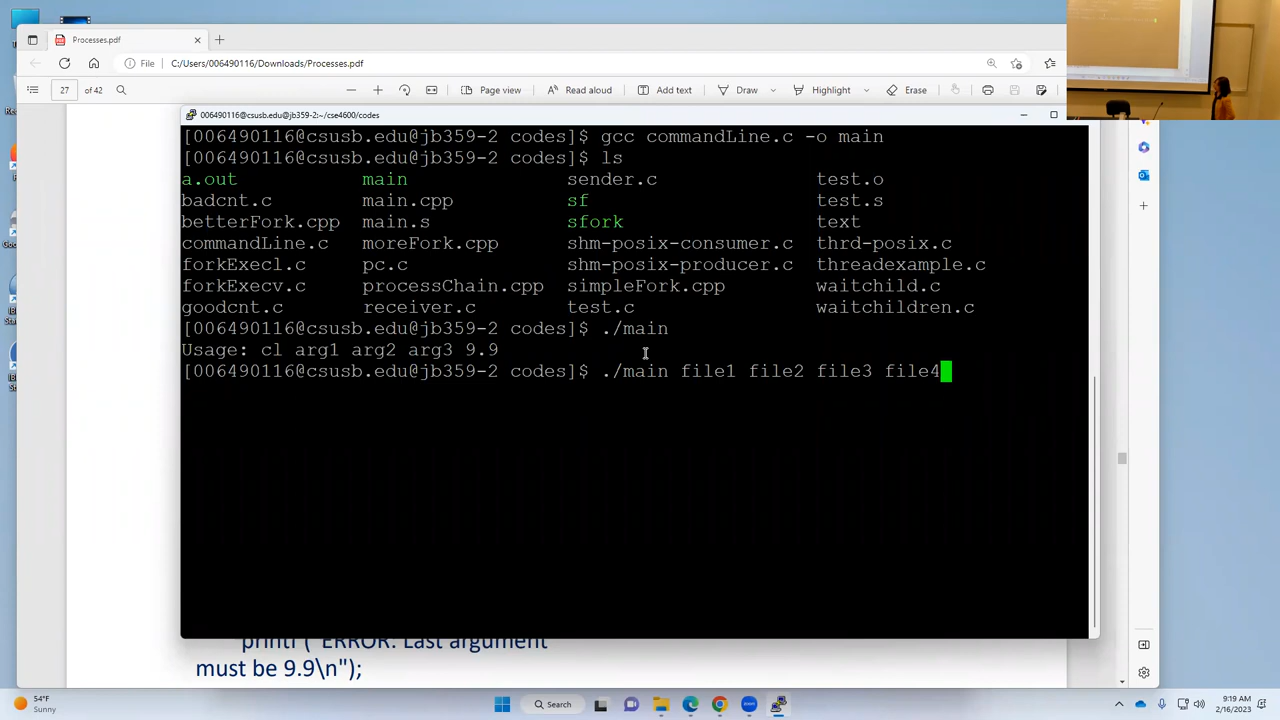 Processes.pdf
File
C:/Users/006490116/Downloads/Processes.pdf
27 of 42
Page view
Read aloud
Add text
Draw
Highlight
Erase
006490116@csusb.edu@jb359-2:~/cse4600/codes
[006490116@csusb.edu@jb359-2 codes]$ gcc commandLine.c -o main
[006490116@csusb.edu@jb359-2 codes]$ ls
a.out main sender.c test.o
badcnt.c main.cpp sf test.s
betterFork.cpp main.s sfork text
commandLine.c moreFork.cpp shm-posix-consumer.c thrd-posix.c
forkExecl.c pc.c shm-posix-producer.c threadexample.c
forkExecv.c processChain.cpp simpleFork.cpp waitchild.c
goodcnt.c receiver.c test.c waitchildren.c
[006490116@csusb.edu@jb359-2 codes]$ ./main
Usage: cl arg1 arg2 arg3 9.9
[006490116@csusb.edu@jb359-2 codes]$ ./main file1 file2 file3 file4
printf ("ERROR: Last argument
must be 9.9\n");
54°F
Sunny
Search
9:19 AM
2/16/2023